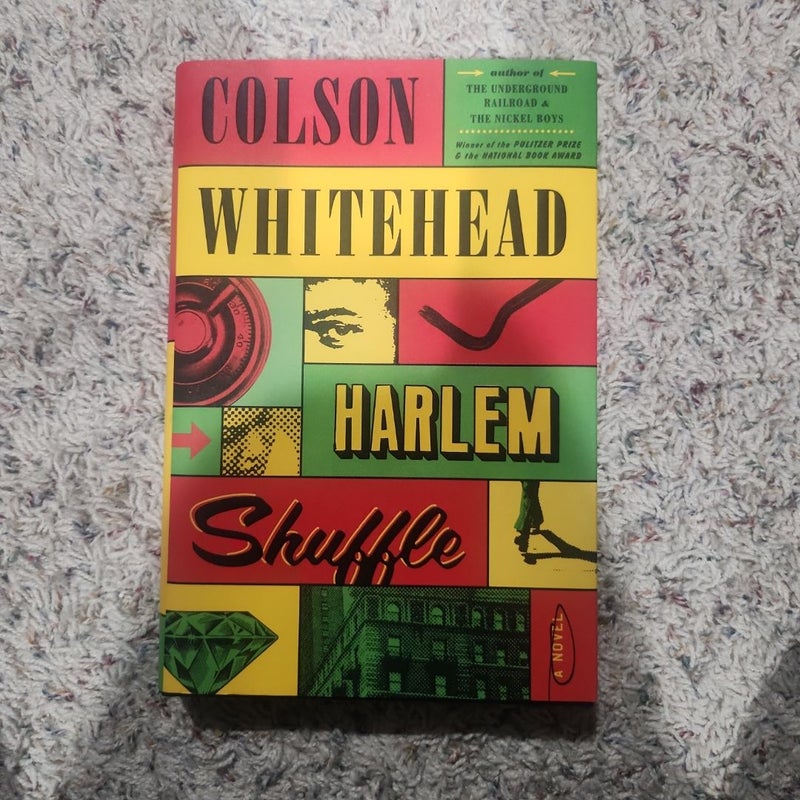 COLSON
author of
THE UNDERGROUND
RAILROAD &
THE NICKEL BOYS
Winner of the PULITZER PRIZE
& the NATIONAL BOOK AWARD
WHITEHEAD
40
HARLEM
Shuffle
A NOVEL